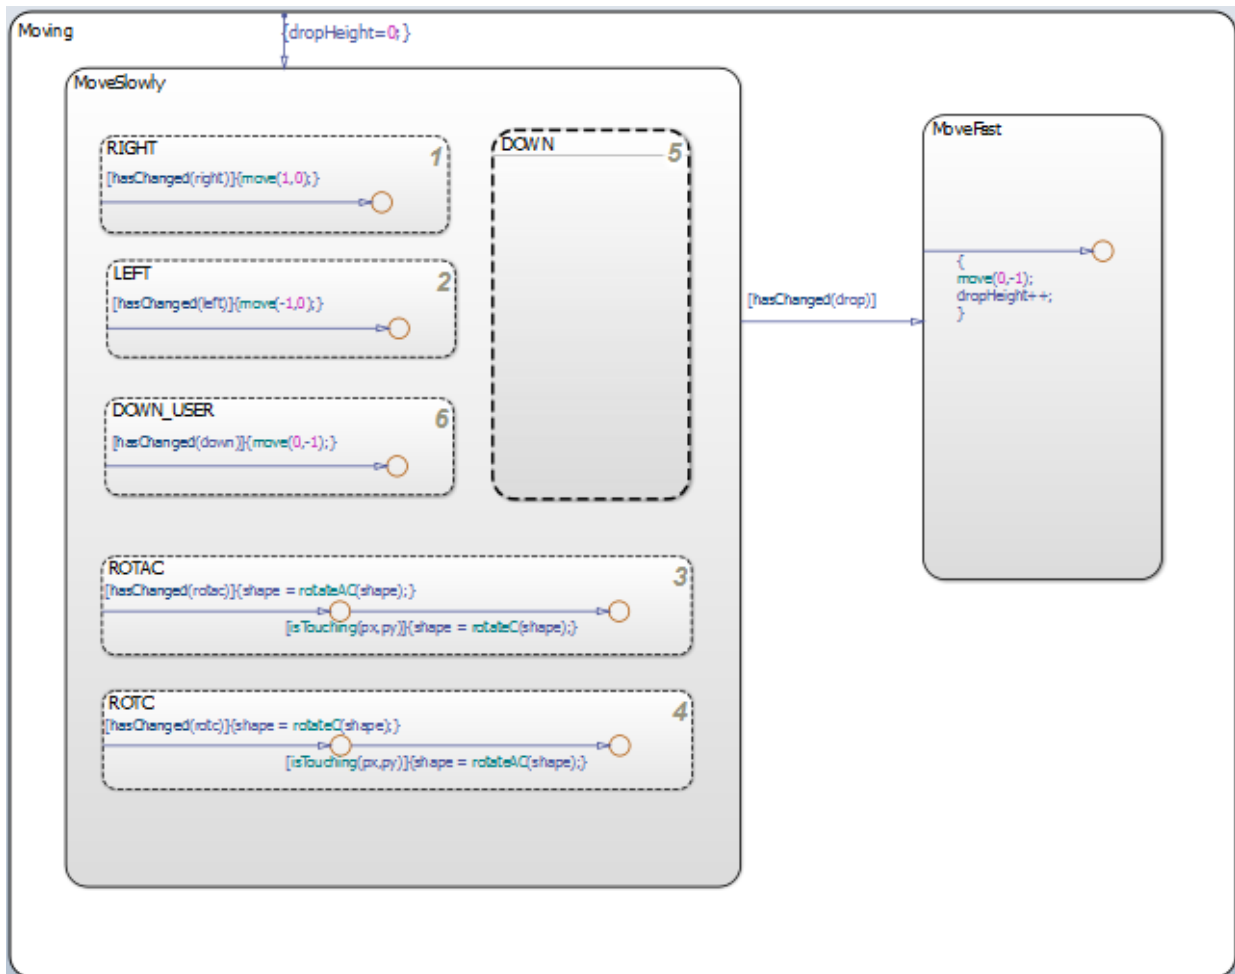 Moving
{dropHeight=0;}
MoveSlowly
RIGHT
1
[hasChanged(right)]{move(1,0);}
LEFT
2
[hasChanged(left)]{move(-1,0);}
DOWN_USER
6
[hasChanged(down)]{move(0,-1);}
DOWN
5
ROTAC
3
[hasChanged(rotac)]{shape = rotateAC(shape);}
[isTouching(px,py)]{shape = rotateC(shape);}
ROTC
4
[hasChanged(rotc)]{shape = rotateC(shape);}
[isTouching(px,py)]{shape = rotateAC(shape);}
[hasChanged(drop)]
MoveFast
{
move(0,-1);
dropHeight++;
}